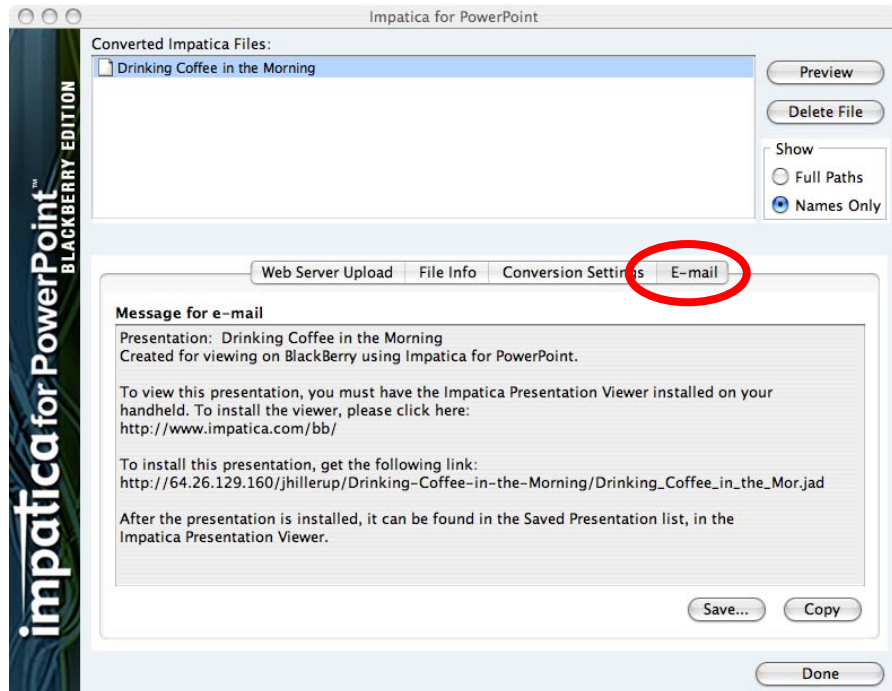 Impatica for PowerPoint
Converted Impatica Files:
Drinking Coffee in the Morning
Preview
Delete File
Show
Full Paths
Names Only
impatica for PowerPoint™
BLACKBERRY EDITION
Web Server Upload File Info Conversion Settings E-mail
Message for e-mail
Presentation: Drinking Coffee in the Morning
Created for viewing on BlackBerry using Impatica for PowerPoint.
To view this presentation, you must have the Impatica Presentation Viewer installed on your
handheld. To install the viewer, please click here:
http://www.impatica.com/bb/
To install this presentation, get the following link:
http://64.26.129.160/jhillerup/Drinking-Coffee-in-the-Morning/Drinking_Coffee_in_the_Mor.jad
After the presentation is installed, it can be found in the Saved Presentation list, in the
Impatica Presentation Viewer.
Save... Copy
Done